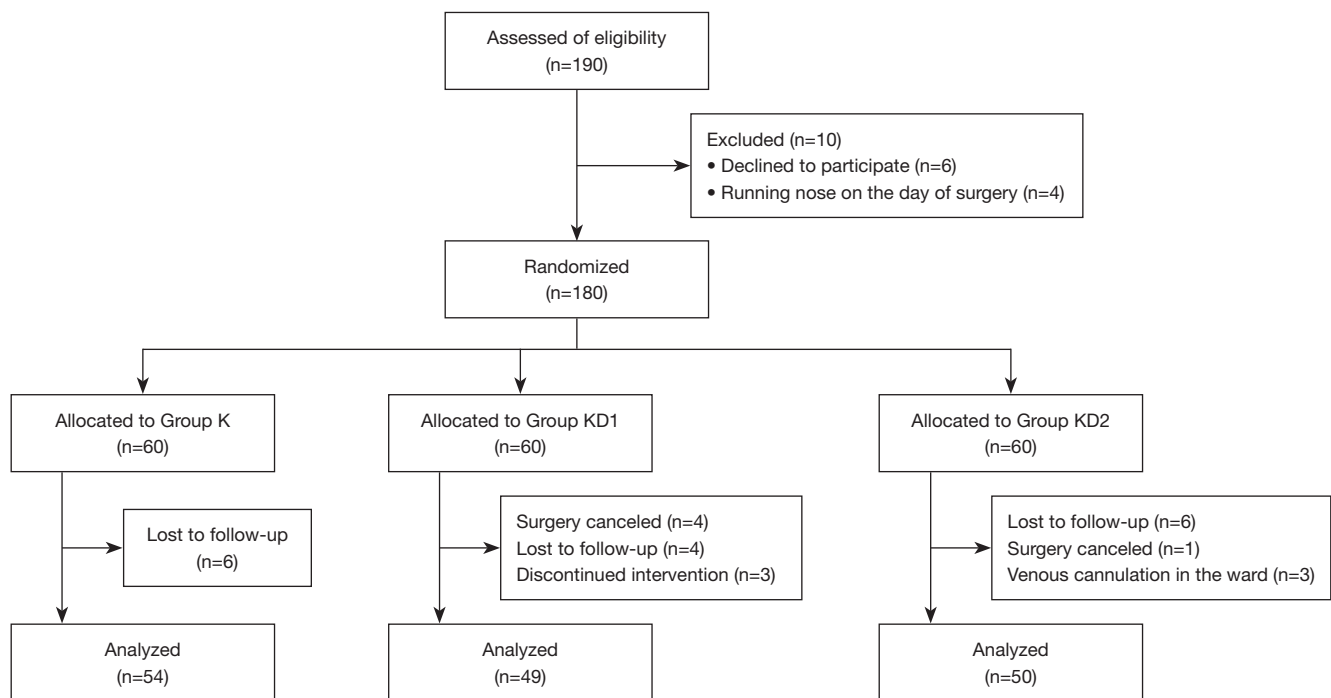 Assessed of eligibility
(n=190)
Excluded (n=10)
• Declined to participate (n=6)
• Running nose on the day of surgery (n=4)
Randomized
(n=180)
Allocated to Group K
(n=60)
Allocated to Group KD1
(n=60)
Allocated to Group KD2
(n=60)
Lost to follow-up
(n=6)
Surgery canceled (n=4)
Lost to follow-up (n=4)
Discontinued intervention (n=3)
Lost to follow-up (n=6)
Surgery canceled (n=1)
Venous cannulation in the ward (n=3)
Analyzed
(n=54)
Analyzed
(n=49)
Analyzed
(n=50)